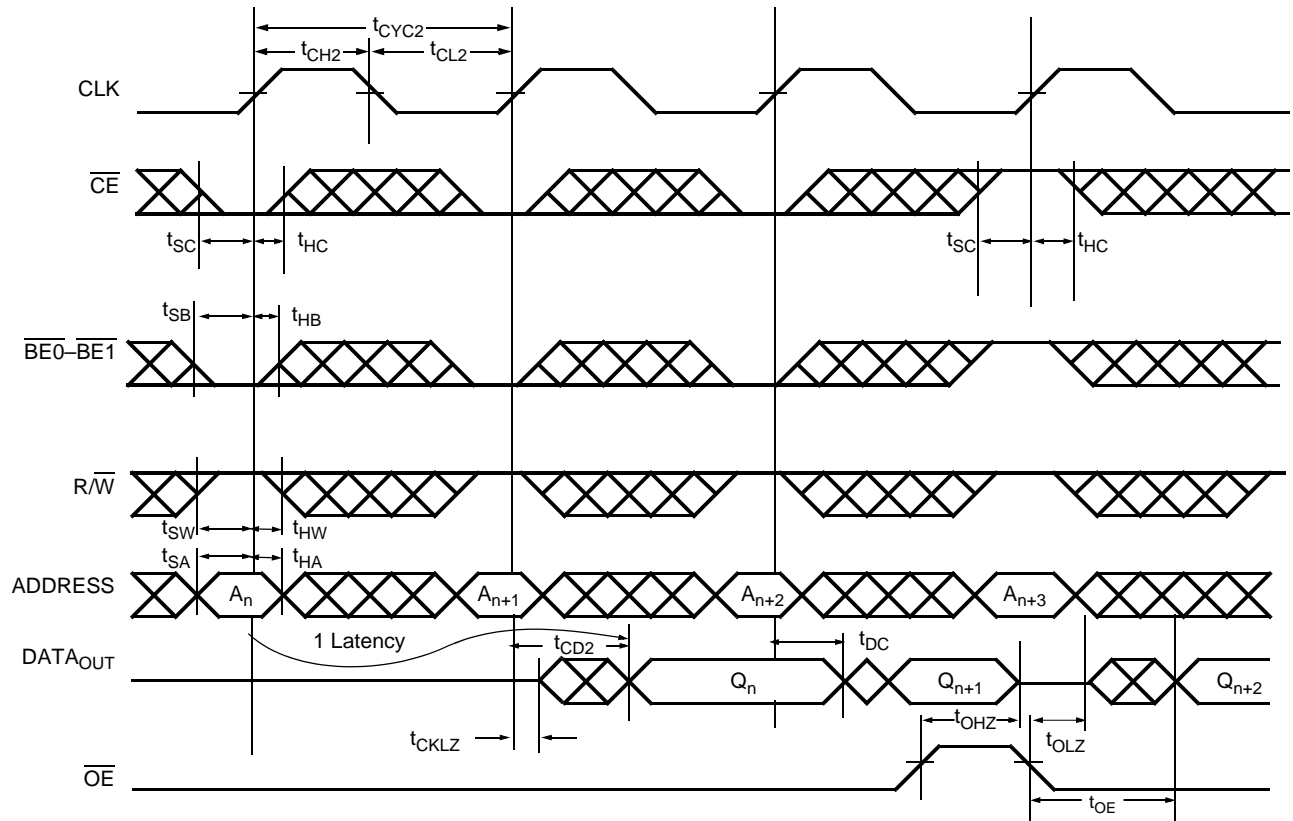 tCYC2
tCH2
tCL2
CLK
CE
tSC
tHC
tSC
tHC
tSB
tHB
BE0–BE1
R/W
tSW
tHW
tSA
tHA
ADDRESS
An
An+1
An+2
An+3
1 Latency
tCD2
tDC
DATAOUT
Qn
Qn+1
Qn+2
tOHZ
tCKLZ
tOLZ
OE
tOE